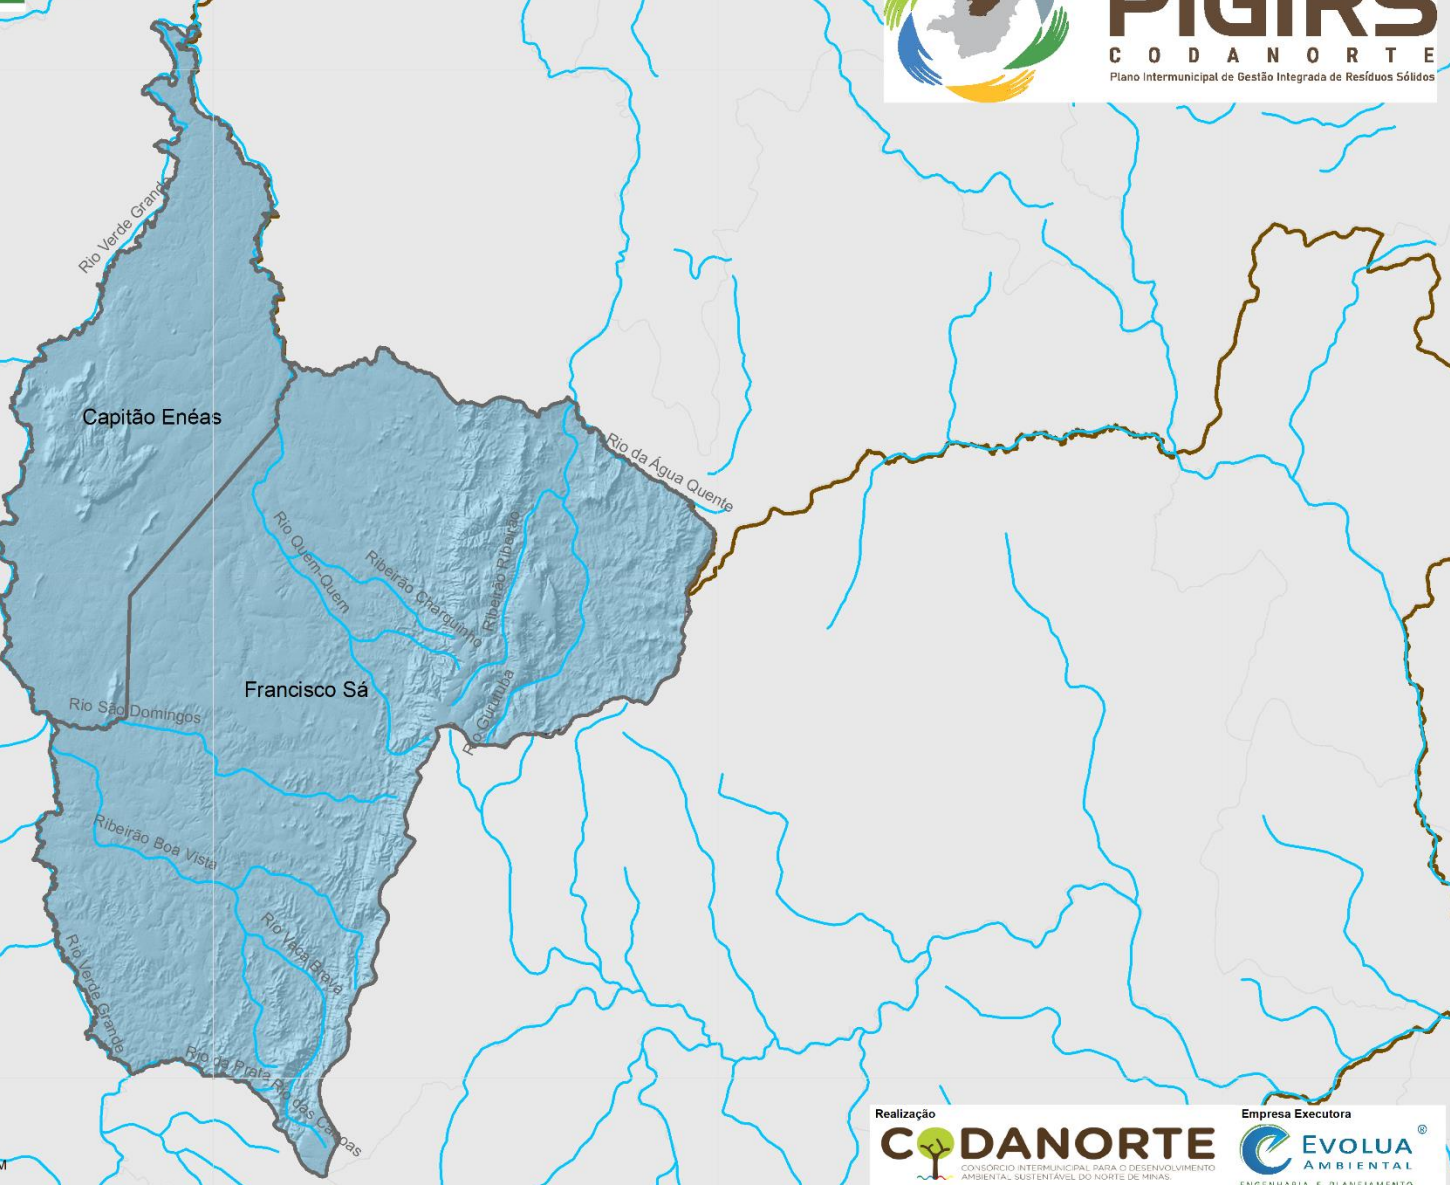 PIGIRS
CODANORTE
Plano Intermunicipal de Gestão Integrada de Resíduos Sólidos
Rio Verde Grande
Capitão Enéas
Rio da Água Quente
Rio Quem-Quem
Ribeirão Charquinho
Ribeirão Ribeirão
Francisco Sá
Rio Gurutuba
Rio São Domingos
Ribeirão Boa Vista
Rio Vaca Brava
Rio Verde Grande
Rio da Prata
Rio das Canoas
M
Realização
CODANORTE
CONSÓRCIO INTERMUNICIPAL PARA O DESENVOLVIMENTO
AMBIENTAL SUSTENTÁVEL DO NORTE DE MINAS.
Empresa Executora
EVOLUA ®
AMBIENTAL
ENGENHARIA E PLANEJAMENTO